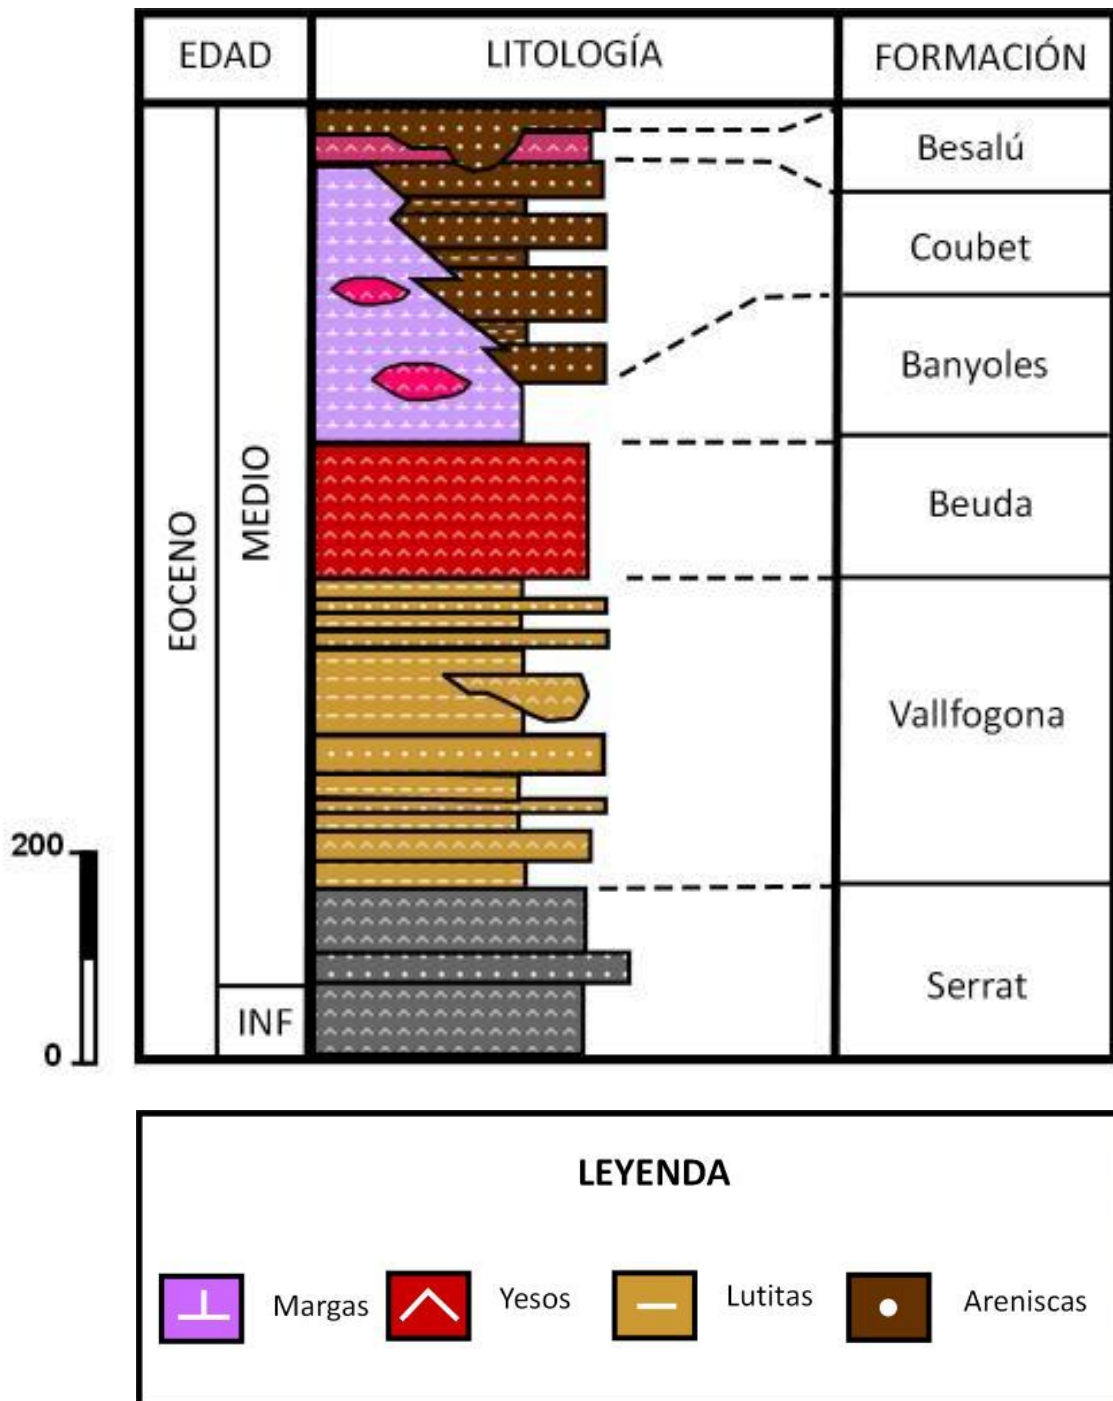 EDAD
LITOLOGÍA
FORMACIÓN
EOCENO
MEDIO
INF
Besalú
Coubet
Banyoles
Beuda
Vallfogona
Serrat
200
0
LEYENDA
Margas
Yesos
Lutitas
Areniscas